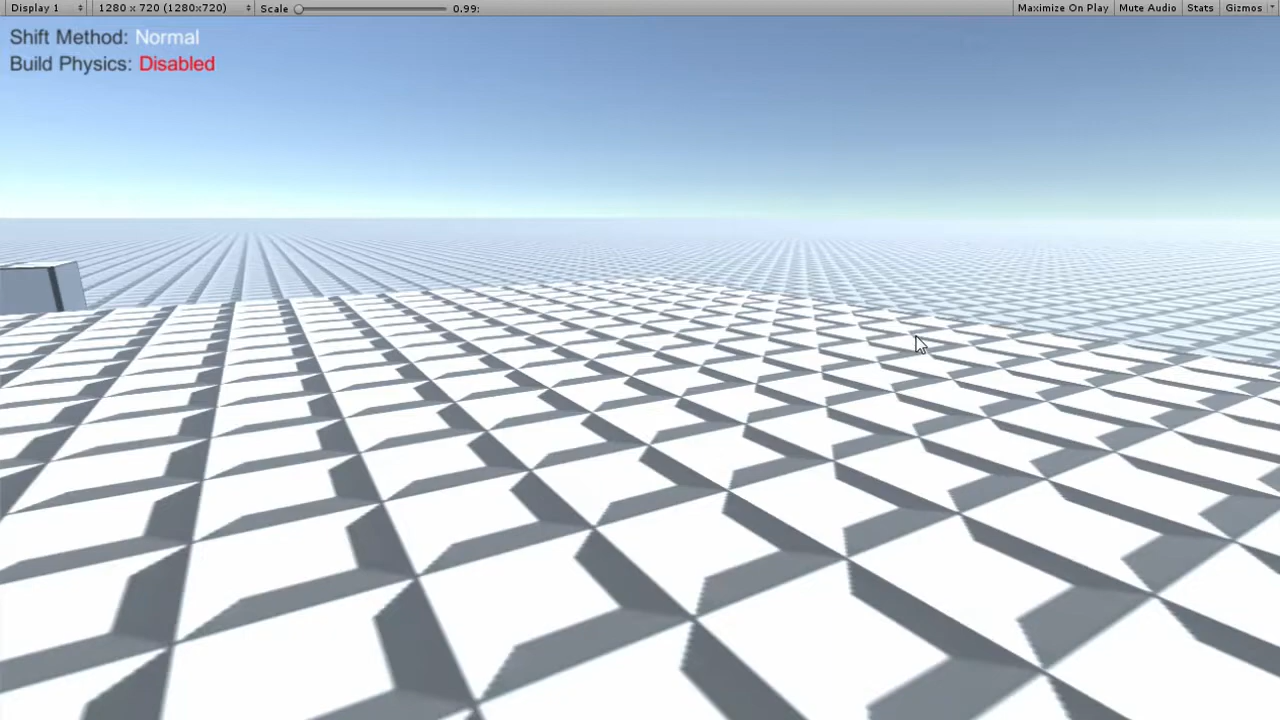 Display 1 1280 x 720 (1280x720) Scale 0.99: Maximize On Play Mute Audio Stats Gizmos
Shift Method: Normal
Build Physics: Disabled